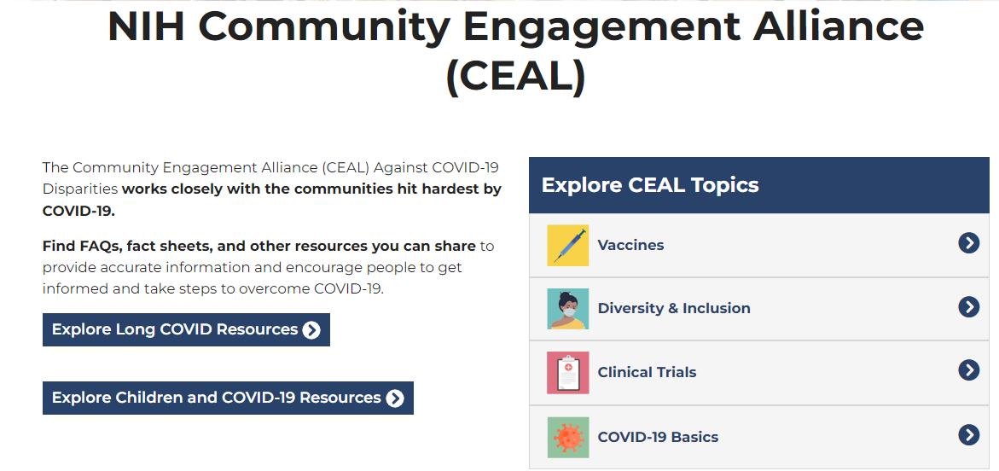 NIH Community Engagement Alliance
(CEAL)
The Community Engagement Alliance (CEAL) Against COVID-19
Disparities works closely with the communities hit hardest by
COVID-19.
Find FAQs, fact sheets, and other resources you can share to
provide accurate information and encourage people to get
informed and take steps to overcome COVID-19.
Explore Long COVID Resources
Explore Children and COVID-19 Resources
Explore CEAL Topics
Vaccines
Diversity & Inclusion
Clinical Trials
COVID-19 Basics